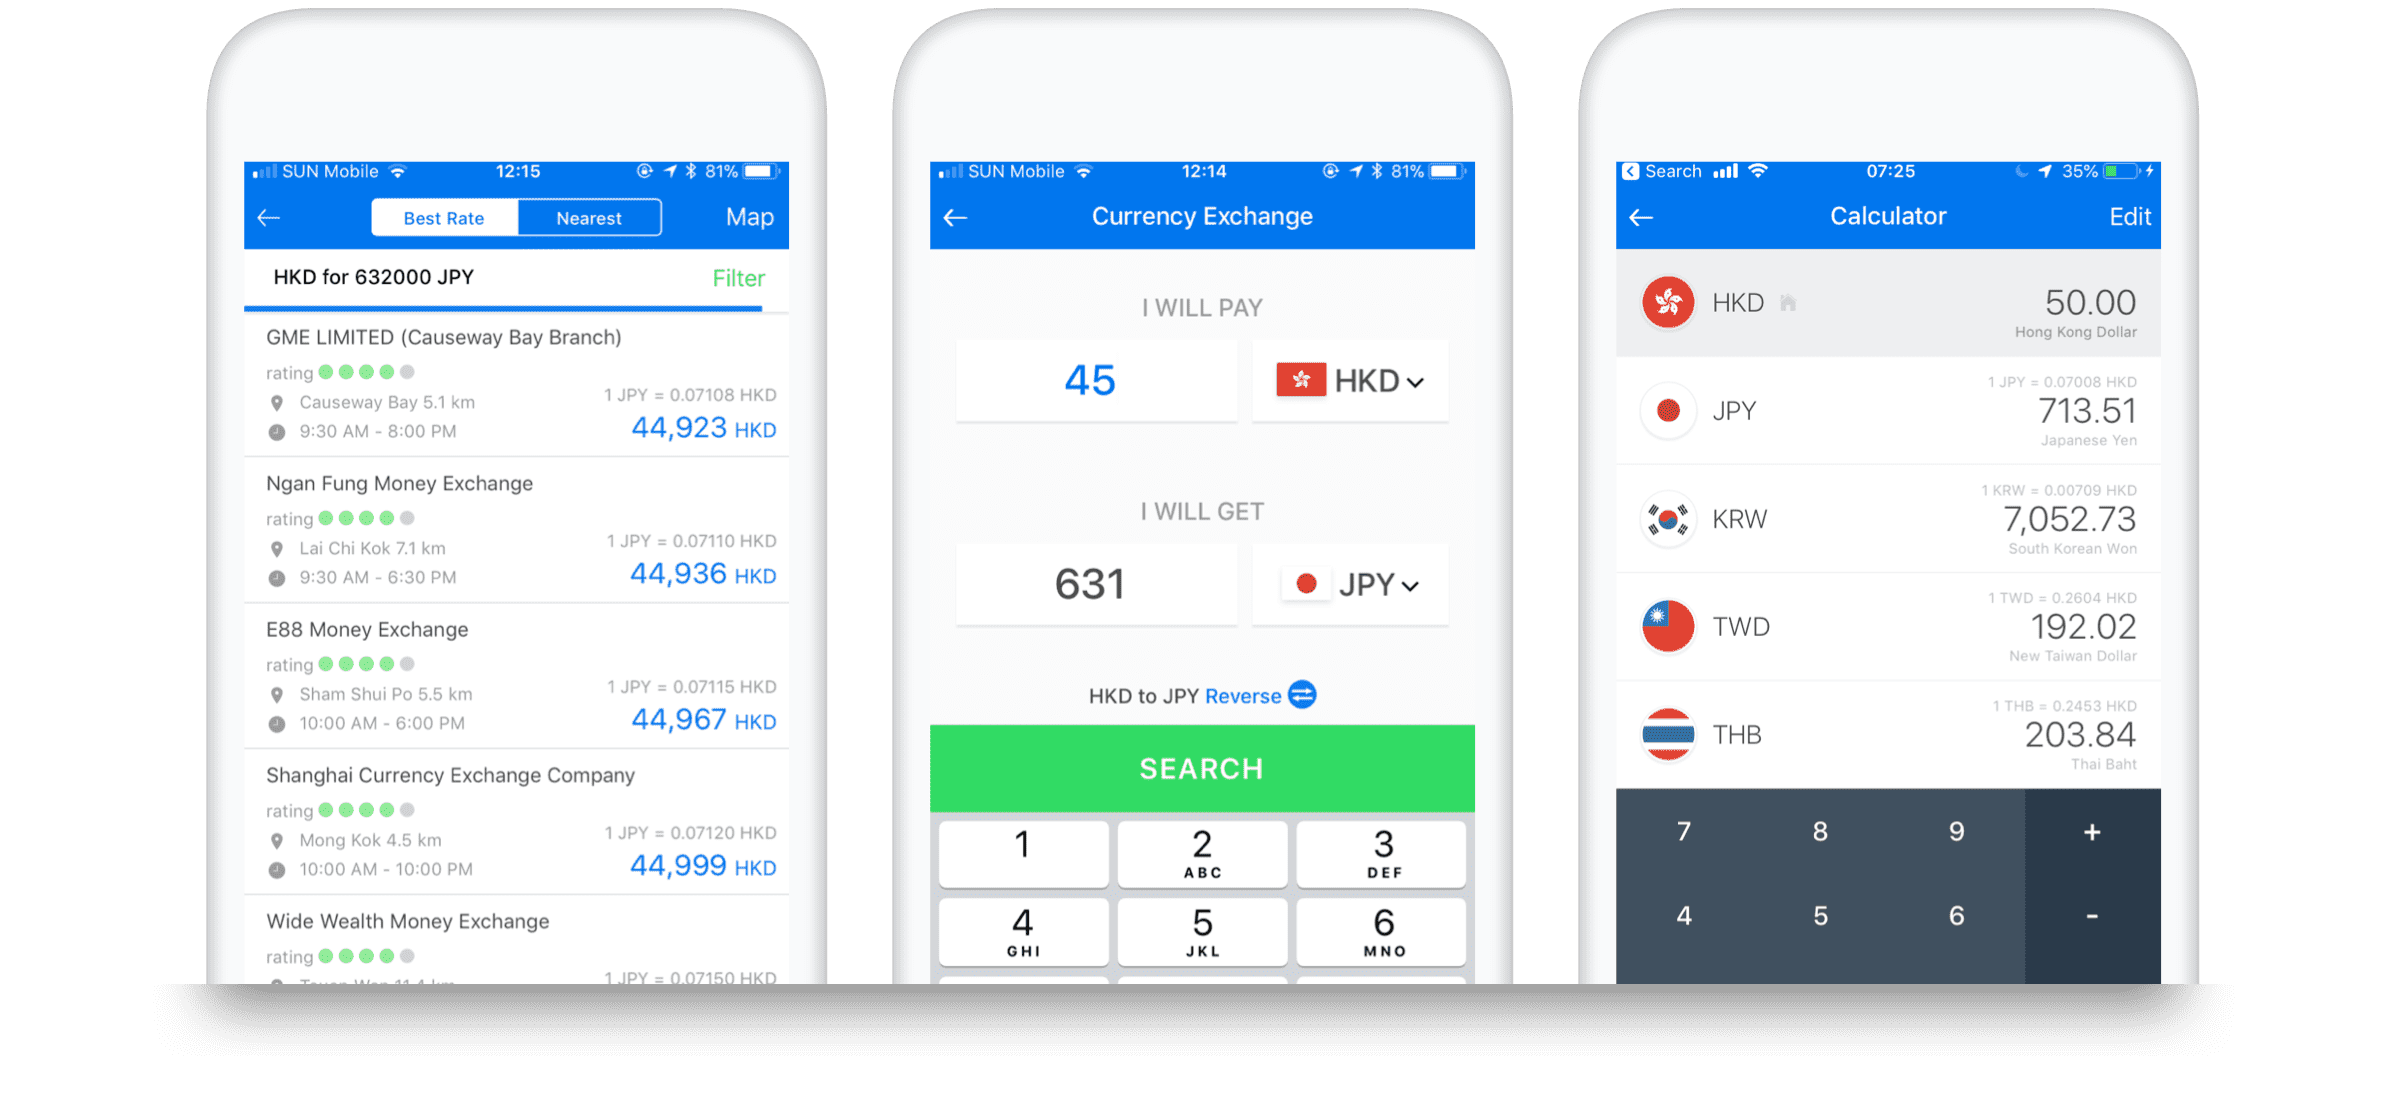 SUN Mobile 12:15 81%
Best Rate Nearest Map
HKD for 632000 JPY Filter
GME LIMITED (Causeway Bay Branch)
rating
Causeway Bay 5.1 km 1 JPY = 0.07108 HKD
9:30 AM - 8:00 PM 44,923 HKD
Ngan Fung Money Exchange
rating
Lai Chi Kok 7.1 km 1 JPY = 0.07110 HKD
9:30 AM - 6:30 PM 44,936 HKD
E88 Money Exchange
rating
Sham Shui Po 5.5 km 1 JPY = 0.07115 HKD
10:00 AM - 6:00 PM 44,967 HKD
Shanghai Currency Exchange Company
rating
Mong Kok 4.5 km 1 JPY = 0.07120 HKD
10:00 AM - 10:00 PM 44,999 HKD
Wide Wealth Money Exchange
rating
1 JPY = 0.07150 HKD
SUN Mobile 12:14 81%
Currency Exchange
I WILL PAY
45 HKD
I WILL GET
631 JPY
HKD to JPY Reverse
SEARCH
1 2 3
ABC DEF
4 5 6
GHI JKL MNO
Search 07:25 35%
Calculator Edit
HKD 50.00
Hong Kong Dollar
1 JPY = 0.07008 HKD
JPY 713.51
Japanese Yen
1 KRW = 0.00709 HKD
KRW 7,052.73
South Korean Won
1 TWD = 0.2604 HKD
TWD 192.02
New Taiwan Dollar
1 THB = 0.2453 HKD
THB 203.84
Thai Baht
7 8 9 +
4 5 6 -